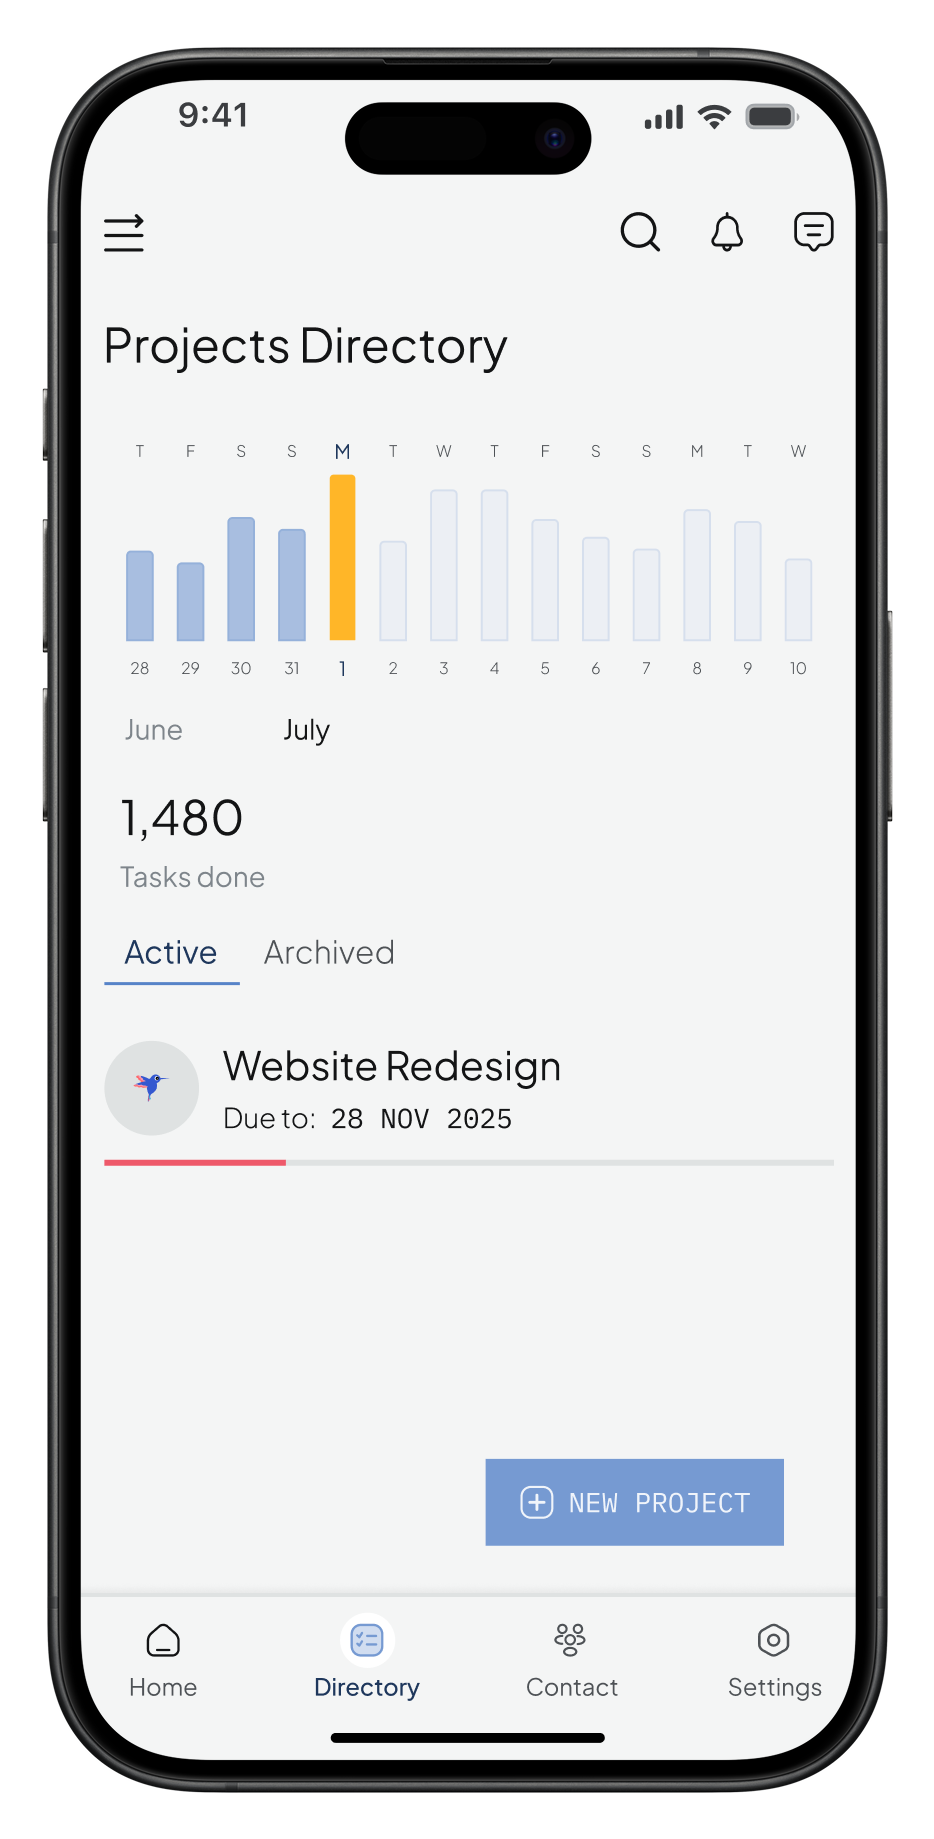 9:41
Projects Directory
T F S S M T W T F S S M T W
28 29 30 31 1 2 3 4 5 6 7 8 9 10
June July
1,480
Tasks done
Active Archived
Website Redesign
Due to: 28 NOV 2025
NEW PROJECT
Home Directory Contact Settings